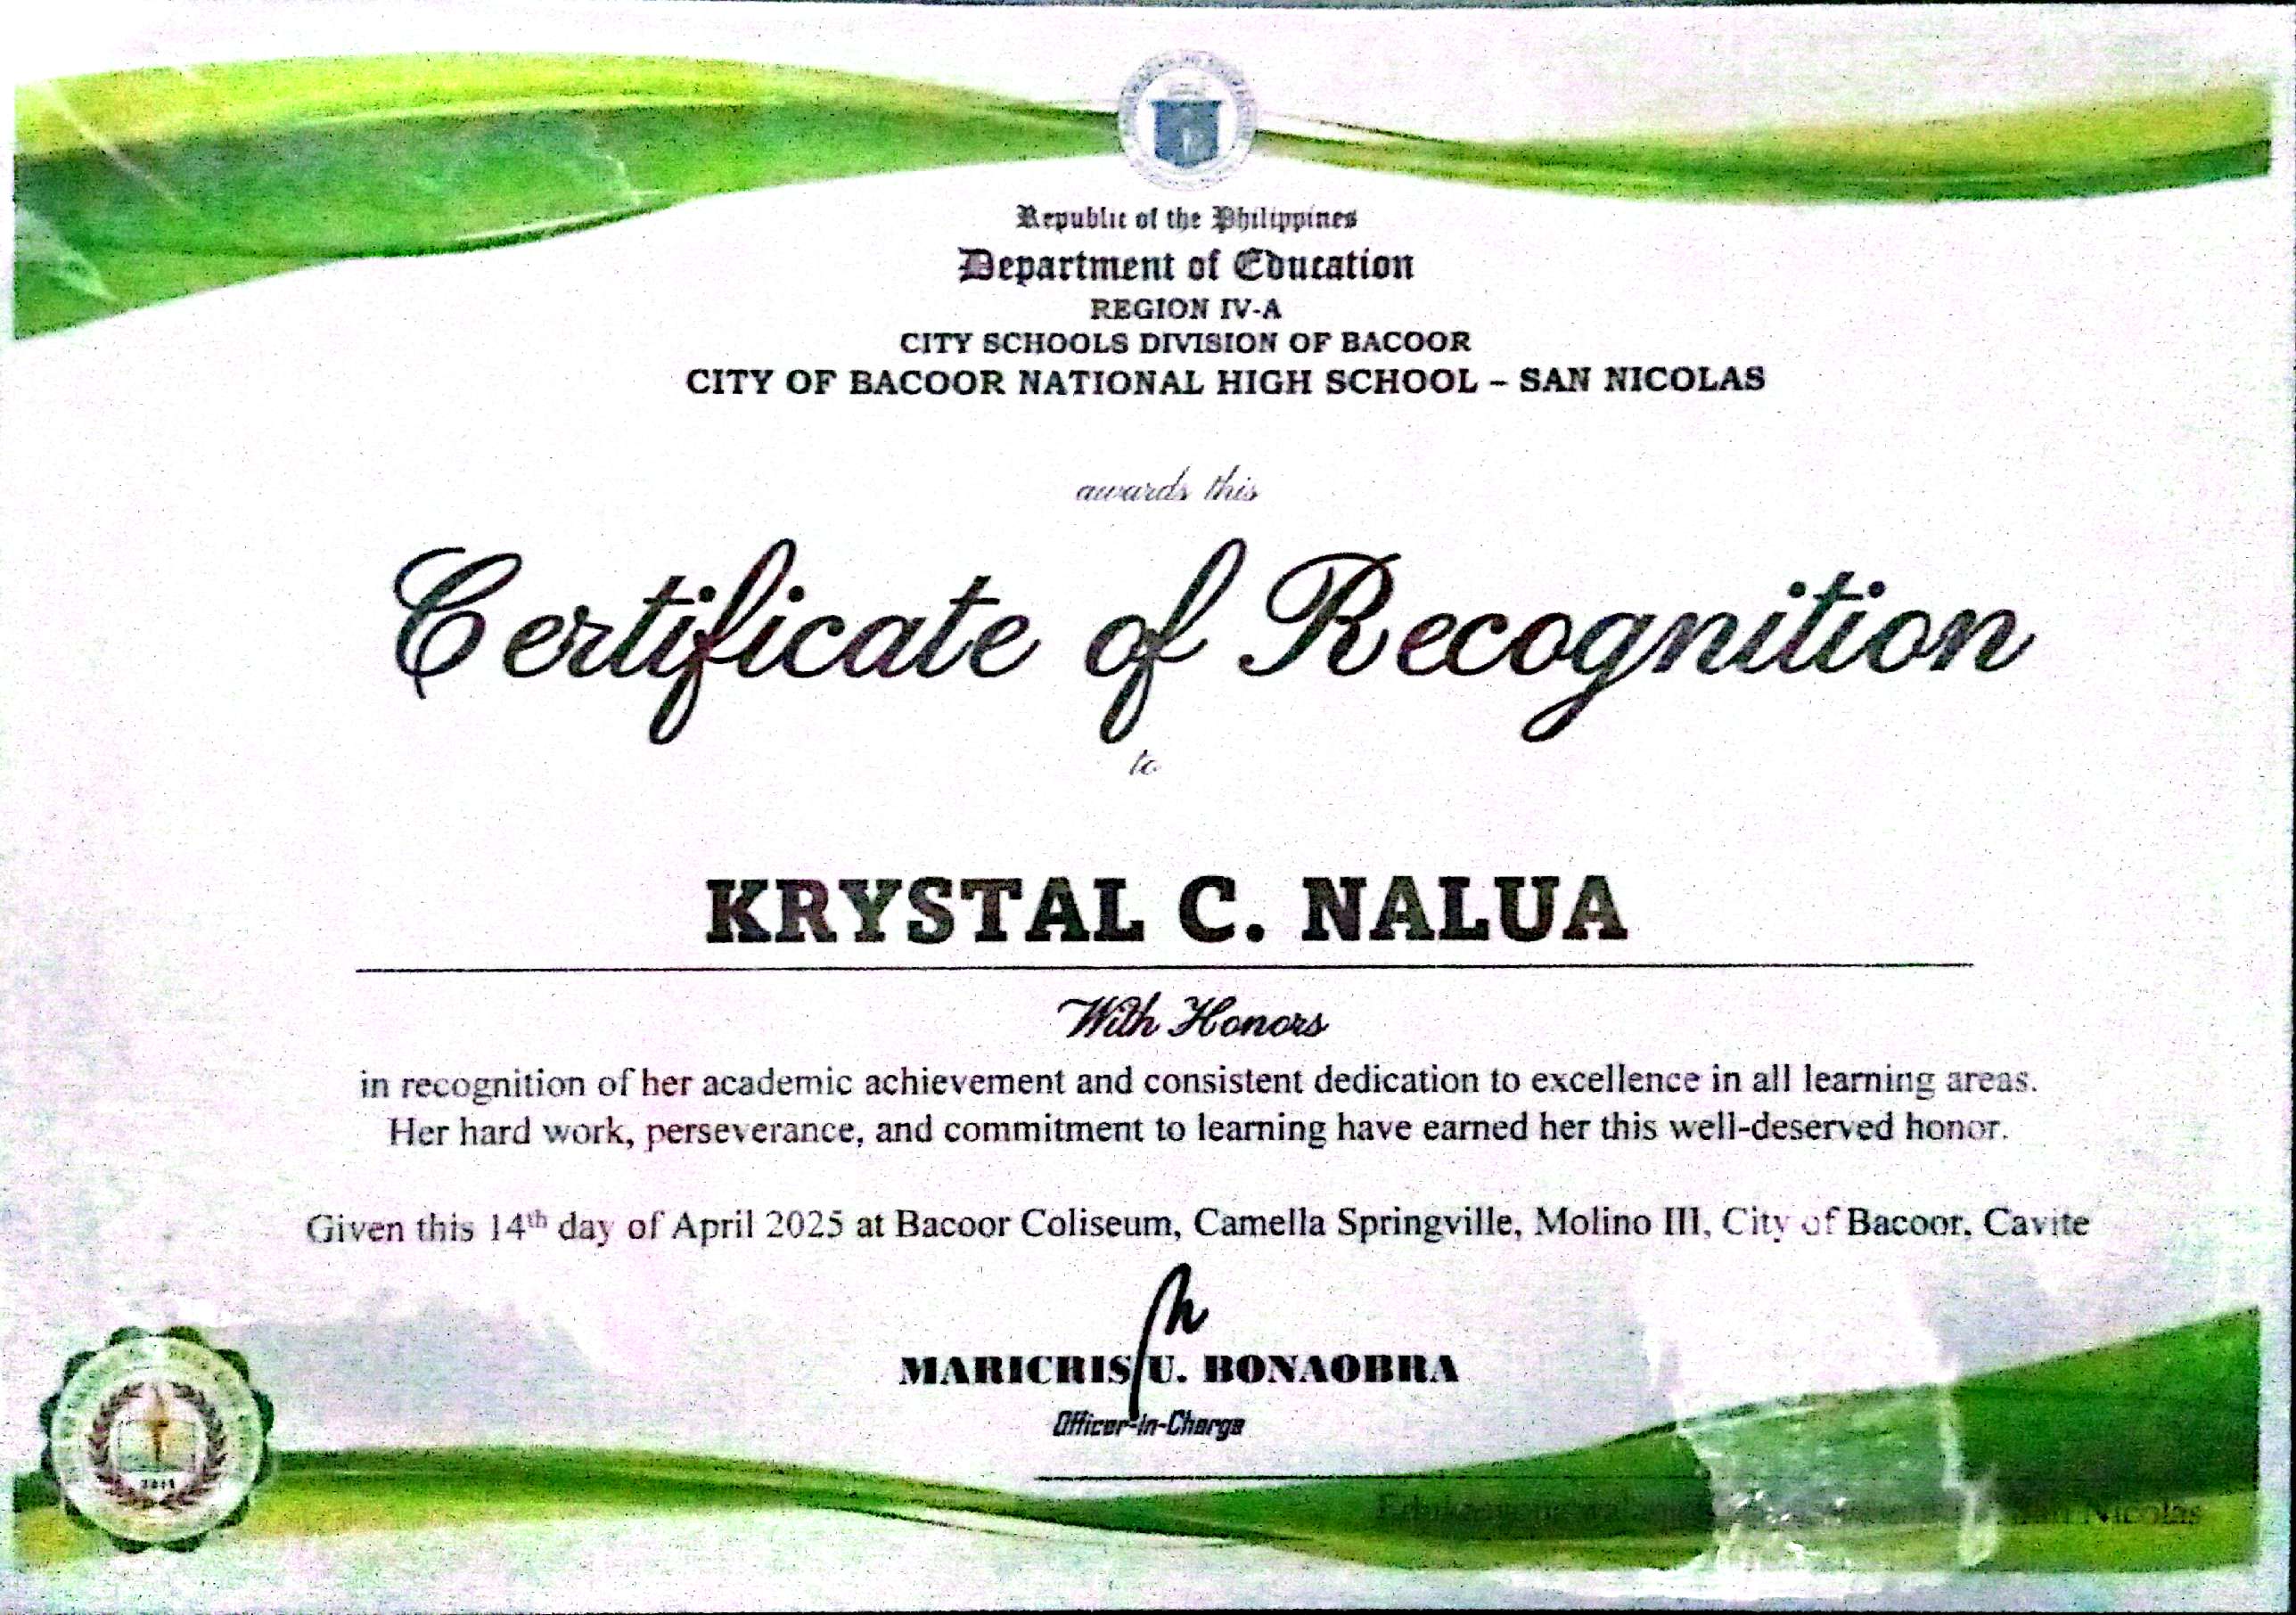 Republic of the Philippines
Department of Education
REGION IV-A
CITY SCHOOLS DIVISION OF BACOOR
CITY OF BACOOR NATIONAL HIGH SCHOOL – SAN NICOLAS
awards this
Certificate of Recognition
to
KRYSTAL C. NALUA
With Honors
in recognition of her academic achievement and consistent dedication to excellence in all learning areas.
Her hard work, perseverance, and commitment to learning have earned her this well-deserved honor.
Given this 14th day of April 2025 at Bacoor Coliseum, Camella Springville, Molino III, City of Bacoor, Cavite
MARICRIS U. BONAOBRA
Officer-in-Charge
Nicolas